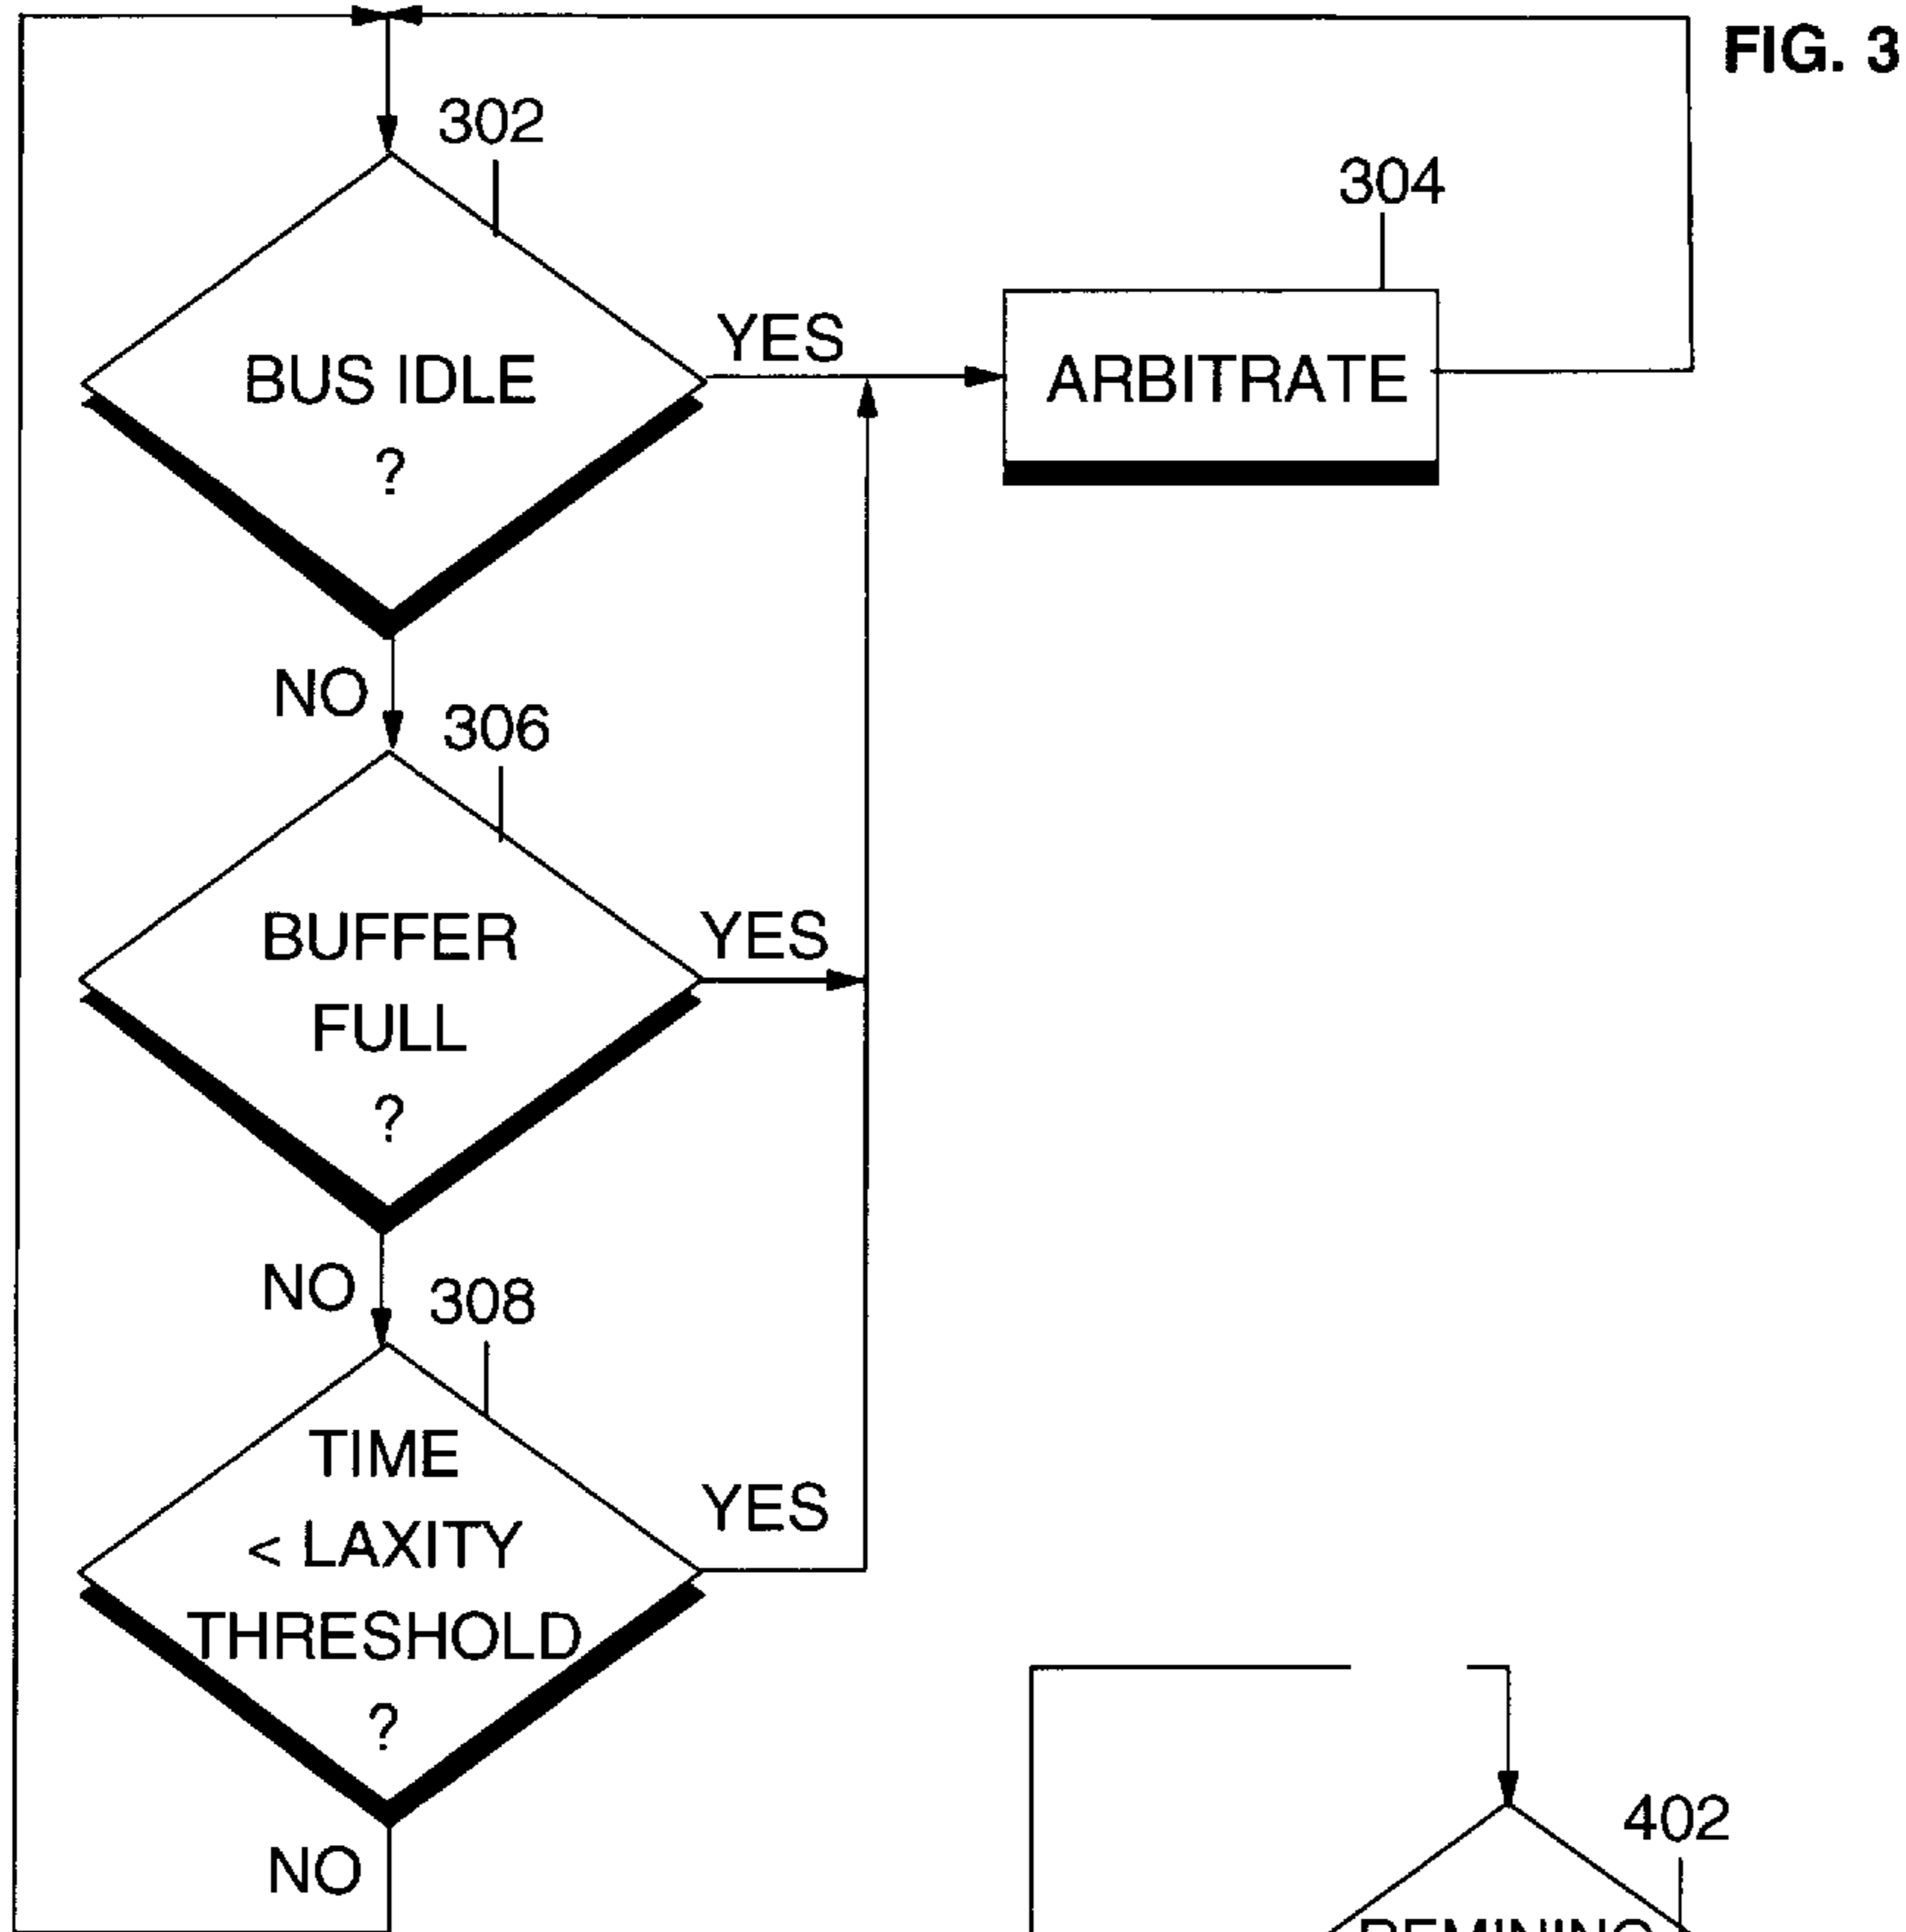 FIG. 3
302
304
BUS IDLE
?
YES
ARBITRATE
NO
306
BUFFER
FULL
?
YES
NO
308
TIME
< LAXITY
THRESHOLD
?
YES
NO
402
REMINING